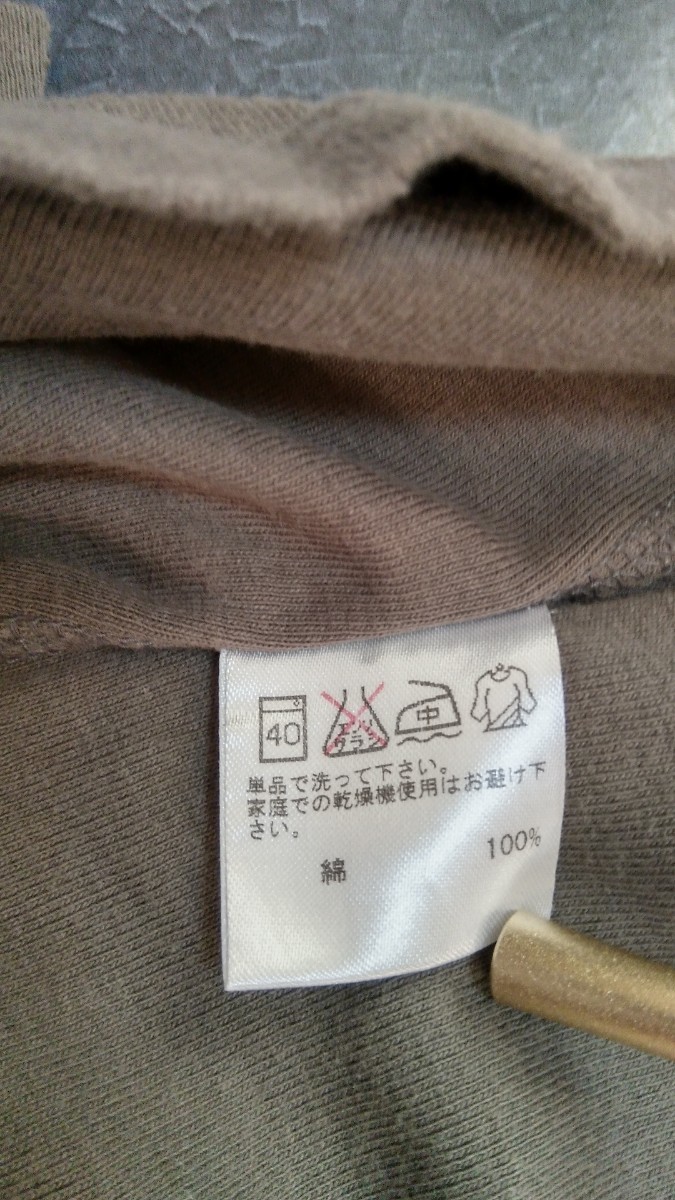 40
エンソ
サラシ
中
単品で洗って下さい。
家庭での乾燥機使用はお避け下
さい。
綿 100%